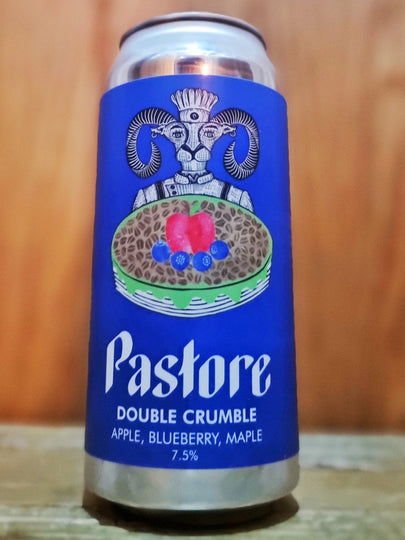 Pastore
DOUBLE CRUMBLE
APPLE, BLUEBERRY, MAPLE
7.5%